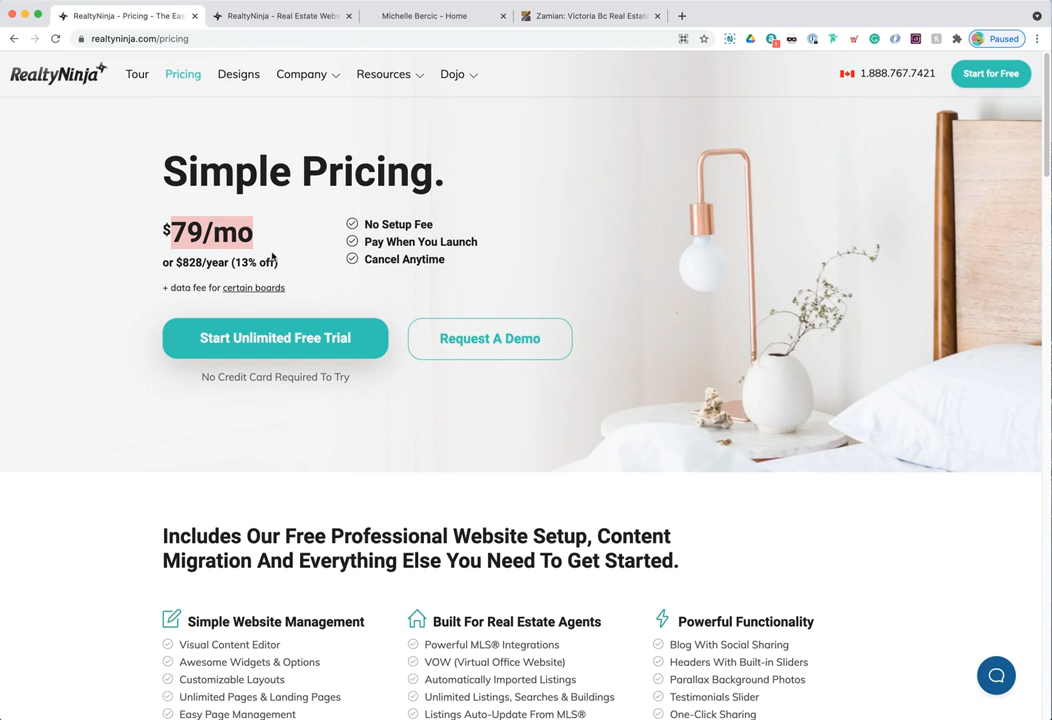 RealtyNinja - Pricing - The Eas
RealtyNinja - Real Estate Webs
Michelle Bercic - Home
Zamian: Victoria Bc Real Estate
realtyninja.com/pricing
Paused
RealtyNinja
Tour
Pricing
Designs
Company
Resources
Dojo
1.888.767.7421
Start for Free
Simple Pricing.
$79/mo
or $828/year (13% off)
+ data fee for certain boards
No Setup Fee
Pay When You Launch
Cancel Anytime
Start Unlimited Free Trial
Request A Demo
No Credit Card Required To Try
Includes Our Free Professional Website Setup, Content
Migration And Everything Else You Need To Get Started.
Simple Website Management
Visual Content Editor
Awesome Widgets & Options
Customizable Layouts
Unlimited Pages & Landing Pages
Easy Page Management
Built For Real Estate Agents
Powerful MLS® Integrations
VOW (Virtual Office Website)
Automatically Imported Listings
Unlimited Listings, Searches & Buildings
Listings Auto-Update From MLS®
Powerful Functionality
Blog With Social Sharing
Headers With Built-in Sliders
Parallax Background Photos
Testimonials Slider
One-Click Sharing